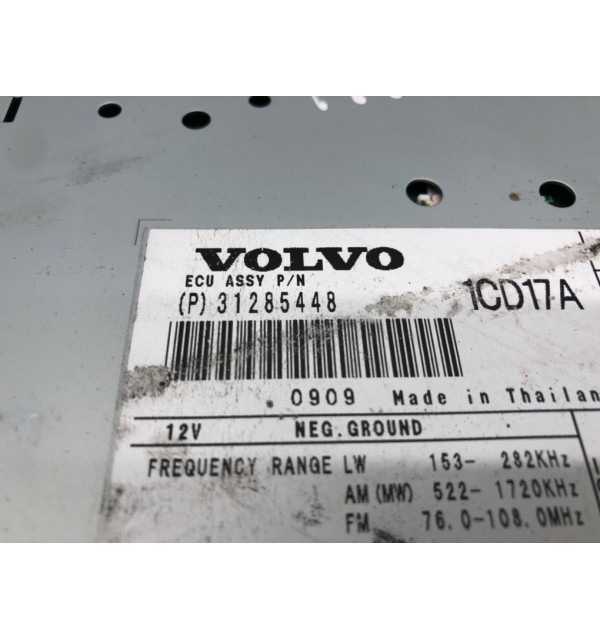 VOLVO
ECU ASSY P/N
(P) 31285448
1CD17A
0909 Made in Thailan
12V NEG.GROUND
FREQUENCY RANGE LW 153- 282KHz
AM (MW) 522- 1720KHz
FM 76.0-108.0MHz